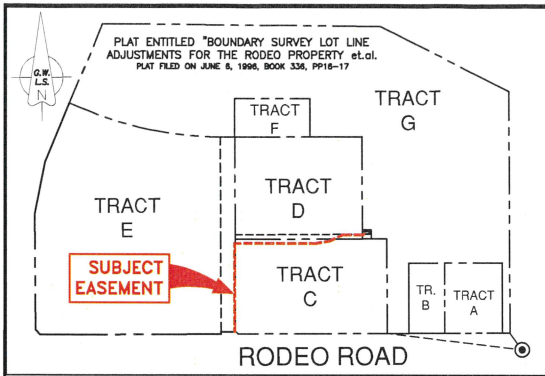 PLAT ENTITLED "BOUNDARY SURVEY LOT LINE
ADJUSTMENTS FOR THE RODEO PROPERTY et.al.
PLAT FILED ON JUNE 6, 1996, BOOK 336, PP16-17
G.W.
L.S.
N
TRACT
F
TRACT
G
TRACT
D
TRACT
E
SUBJECT
EASEMENT
TRACT
C
TR.
B
TRACT
A
RODEO ROAD